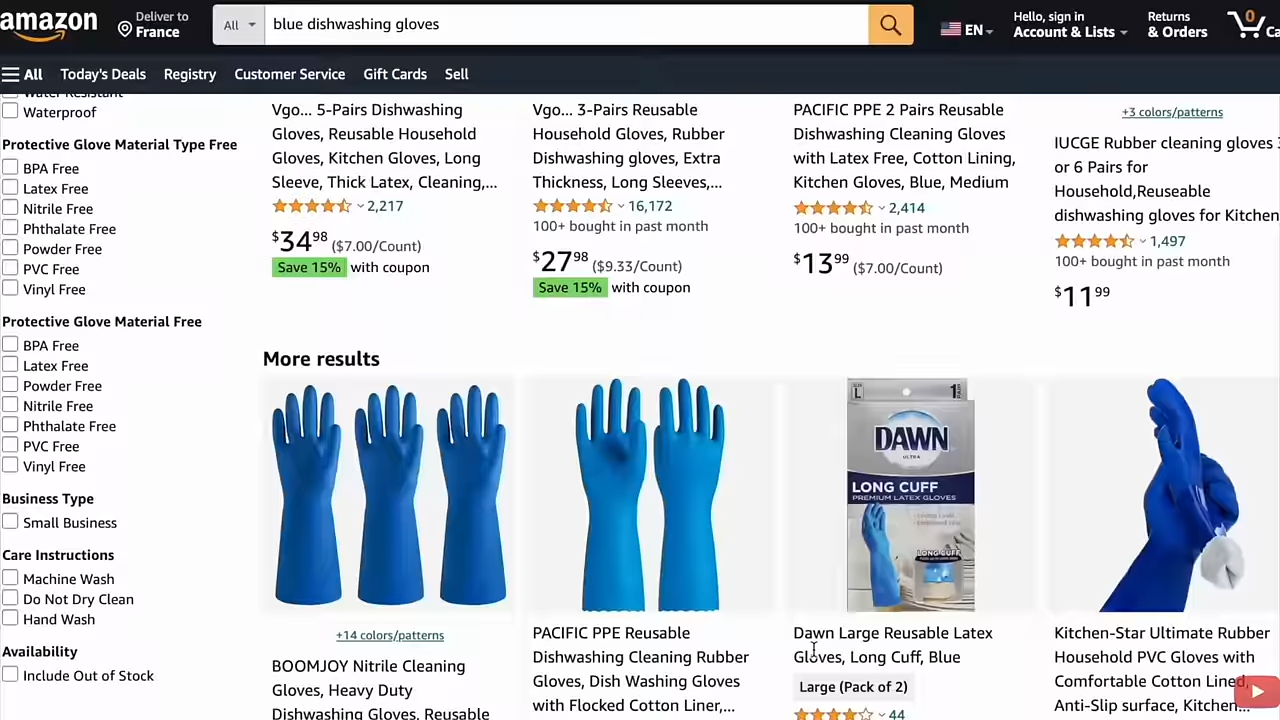 amazon
Deliver to
France
All
blue dishwashing gloves
EN
Hello, sign in
Account & Lists
Returns
& Orders
0
Ca
All
Today's Deals
Registry
Customer Service
Gift Cards
Sell
Water Resistant
Waterproof
Protective Glove Material Type Free
BPA Free
Latex Free
Nitrile Free
Phthalate Free
Powder Free
PVC Free
Vinyl Free
Protective Glove Material Free
BPA Free
Latex Free
Powder Free
Nitrile Free
Phthalate Free
PVC Free
Vinyl Free
Business Type
Small Business
Care Instructions
Machine Wash
Do Not Dry Clean
Hand Wash
Availability
Include Out of Stock
Vgo... 5-Pairs Dishwashing
Gloves, Reusable Household
Gloves, Kitchen Gloves, Long
Sleeve, Thick Latex, Cleaning,...
2,217
$34.98 ($7.00/Count)
Save 15% with coupon
Vgo... 3-Pairs Reusable
Household Gloves, Rubber
Dishwashing gloves, Extra
Thickness, Long Sleeves,...
16,172
100+ bought in past month
$27.98 ($9.33/Count)
Save 15% with coupon
PACIFIC PPE 2 Pairs Reusable
Dishwashing Cleaning Gloves
with Latex Free, Cotton Lining,
Kitchen Gloves, Blue, Medium
2,414
100+ bought in past month
$13.99 ($7.00/Count)
+3 colors/patterns
IUCGE Rubber cleaning gloves 3
or 6 Pairs for
Household,Reuseable
dishwashing gloves for Kitchen
1,497
100+ bought in past month
$11.99
More results
+14 colors/patterns
BOOMJOY Nitrile Cleaning
Gloves, Heavy Duty
Dishwashing Gloves, Reusable
PACIFIC PPE Reusable
Dishwashing Cleaning Rubber
Gloves, Dish Washing Gloves
with Flocked Cotton Liner,...
L
1
DAWN
ULTRA
LONG CUFF
PREMIUM LATEX GLOVES
LONG CUFF
Dawn Large Reusable Latex
Gloves, Long Cuff, Blue
Large (Pack of 2)
44
Kitchen-Star Ultimate Rubber
Household PVC Gloves with
Comfortable Cotton Lined,
Anti-Slip surface, Kitchen...